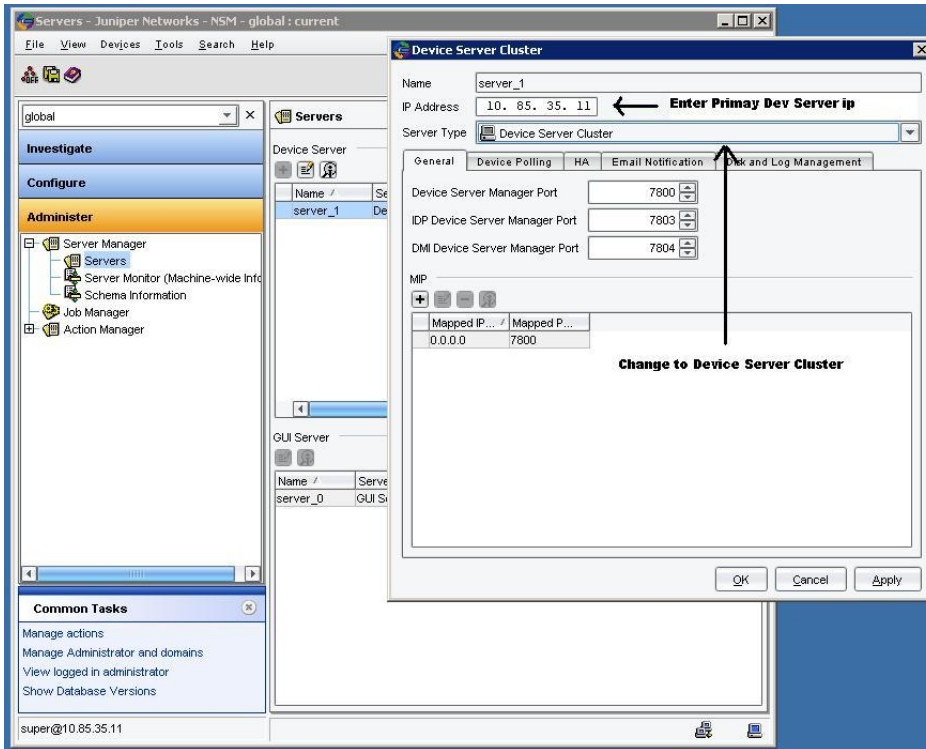 Servers - Juniper Networks - NSM - global : current
File View Devices Tools Search Help
global
Investigate
Configure
Administer
Server Manager
Servers
Server Monitor (Machine-wide Info
Schema Information
Job Manager
Action Manager
Common Tasks
Manage actions
Manage Administrator and domains
View logged in administrator
Show Database Versions
super@10.85.35.11
Servers
Device Server
Name / Se
server_1 De
GUI Server
Name / Serve
server_0 GUI Se
Device Server Cluster
Name server_1
IP Address 10. 85. 35. 11 Enter Primay Dev Server ip
Server Type Device Server Cluster
General Device Polling HA Email Notification Disk and Log Management
Device Server Manager Port 7800
IDP Device Server Manager Port 7803
DMI Device Server Manager Port 7804
MIP
Mapped IP... / Mapped P...
0.0.0.0 7800
Change to Device Server Cluster
OK Cancel Apply